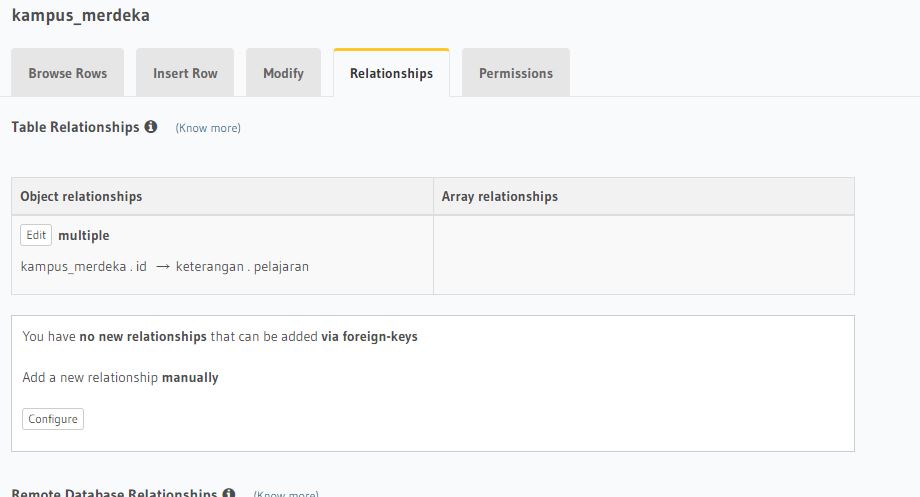 kampus_merdeka
Browse Rows Insert Row Modify Relationships Permissions
Table Relationships (Know more)
Object relationships Array relationships
Edit multiple
kampus_merdeka . id → keterangan . pelajaran
You have no new relationships that can be added via foreign-keys
Add a new relationship manually
Configure
Remote Database Relationships (Know more)